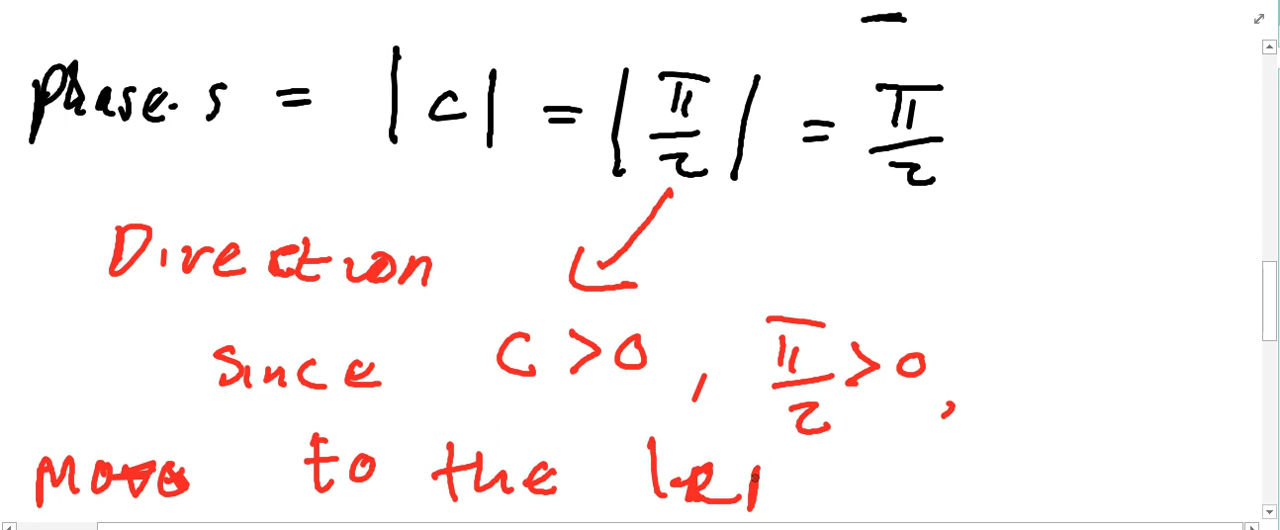 phase. s = |c| = |π/2| = π/2
Direction
since c > 0, π/2 > 0,
move to the